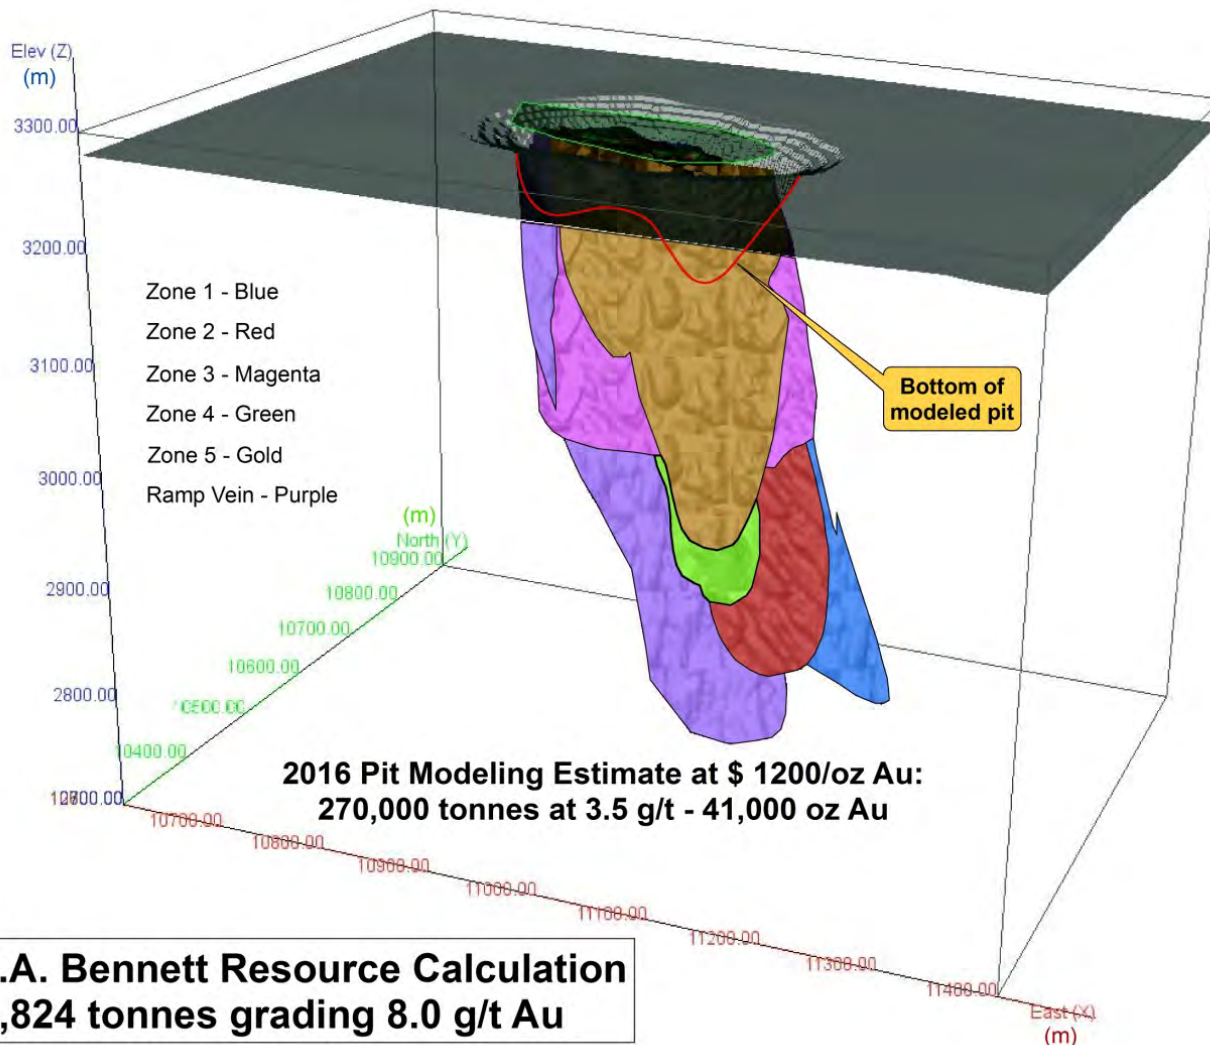 Elev (Z)
(m)
3300.00
3200.00
3100.00
3000.00
2900.00
2800.00
Zone 1 - Blue
Zone 2 - Red
Zone 3 - Magenta
Zone 4 - Green
Zone 5 - Gold
Ramp Vein - Purple
Bottom of
modeled pit
(m)
North (Y)
10900.00
10800.00
10700.00
10600.00
10500.00
10400.00
2016 Pit Modeling Estimate at $ 1200/oz Au:
270,000 tonnes at 3.5 g/t - 41,000 oz Au
10700.00
10800.00
10900.00
11000.00
11100.00
11200.00
11300.00
11400.00
East (X)
(m)
.A. Bennett Resource Calculation
,824 tonnes grading 8.0 g/t Au